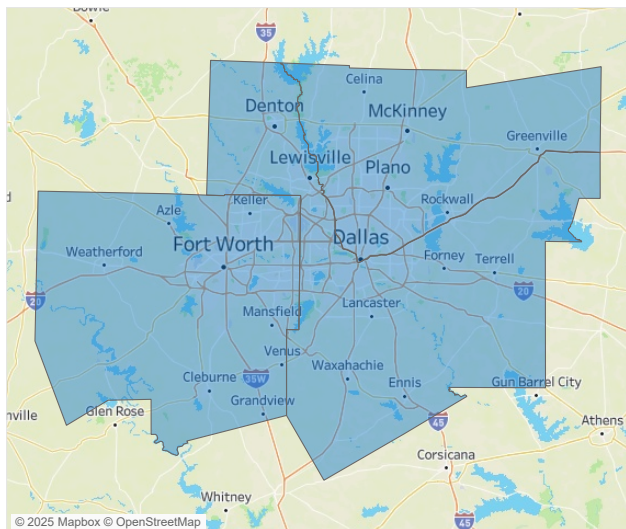 Bowie
35
Celina
Denton
McKinney
Greenville
Lewisville
Plano
Keller
Rockwall
Azle
Fort Worth
Dallas
Weatherford
Forney
Terrell
20
20
Mansfield
Lancaster
Venus
Waxahachie
35W
Cleburne
Ennis
Gun Barrel City
Grandview
nville
Glen Rose
45
Athens
Corsicana
Whitney
45
© 2025 Mapbox © OpenStreetMap